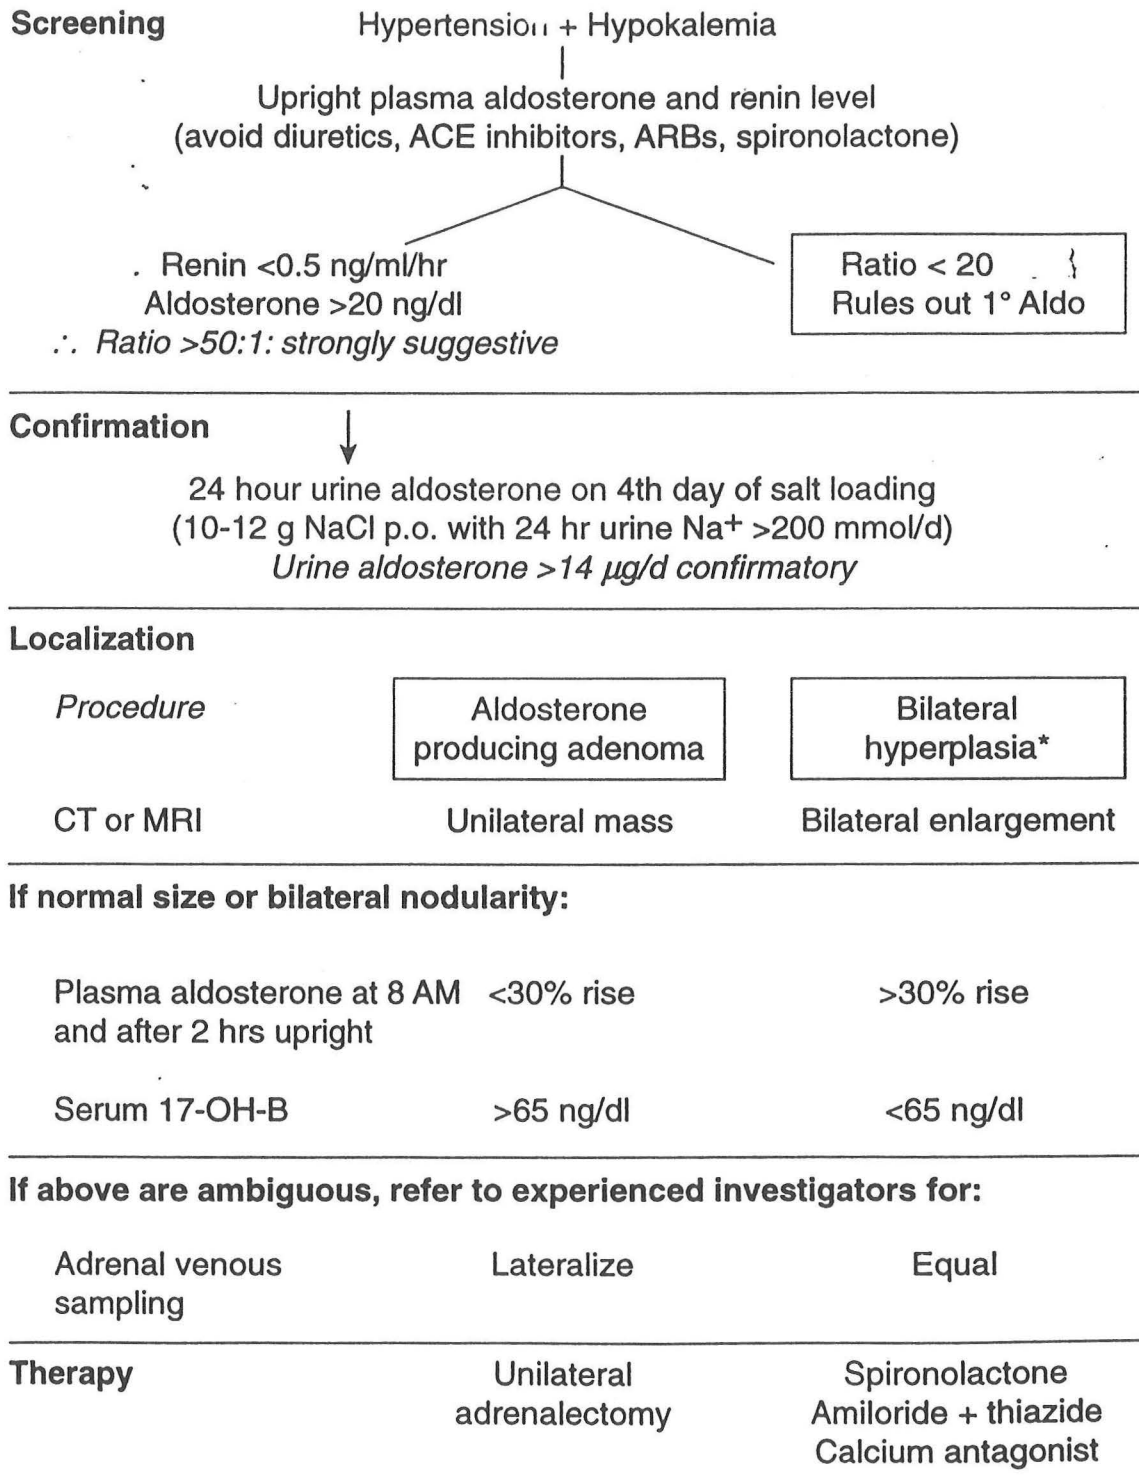 Screening
Hypertension + Hypokalemia
Upright plasma aldosterone and renin level
(avoid diuretics, ACE inhibitors, ARBs, spironolactone)
Renin <0.5 ng/ml/hr
Aldosterone >20 ng/dl
∴ Ratio >50:1: strongly suggestive
Ratio < 20
Rules out 1° Aldo
Confirmation
24 hour urine aldosterone on 4th day of salt loading
(10-12 g NaCl p.o. with 24 hr urine Na+ >200 mmol/d)
Urine aldosterone >14 µg/d confirmatory
Localization
Procedure
Aldosterone
producing adenoma
Bilateral
hyperplasia*
CT or MRI Unilateral mass Bilateral enlargement
If normal size or bilateral nodularity:
Plasma aldosterone at 8 AM <30% rise >30% rise
and after 2 hrs upright
Serum 17-OH-B >65 ng/dl <65 ng/dl
If above are ambiguous, refer to experienced investigators for:
Adrenal venous Lateralize Equal
sampling
Therapy
Unilateral
adrenalectomy
Spironolactone
Amiloride + thiazide
Calcium antagonist